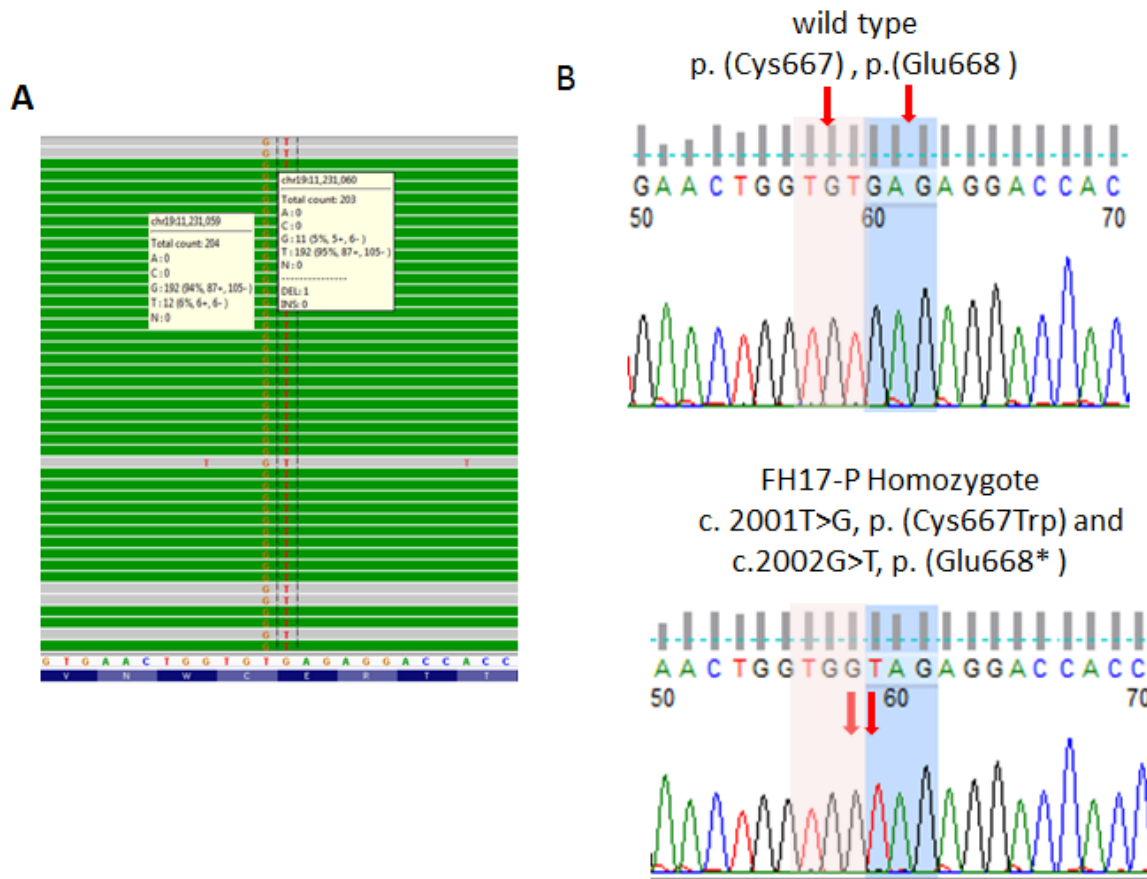 A
G T
G T
chr19:11,231,060
Total count: 203
A : 0
C : 0
G : 11 (5%, 5+, 6- )
T : 192 (95%, 87+, 105- )
N : 0
----------------
DEL: 1
INS: 0
chr19:11,231,059
Total count: 204
A : 0
C : 0
G : 192 (94%, 87+, 105- )
T : 12 (6%, 6+, 6- )
N : 0
T G T T
G T
G T
G T
G T G A A C T G G T G T G A G A G G A C C A C C
V N W C E R T T
B
wild type
p. (Cys667) , p.(Glu668 )
G A A C T G G T G T G A G A G G A C C A C
50 60 70
FH17-P Homozygote
c. 2001T>G, p. (Cys667Trp) and
c.2002G>T, p. (Glu668* )
A A C T G G T G G T A G A G G A C C A C C
50 60 70